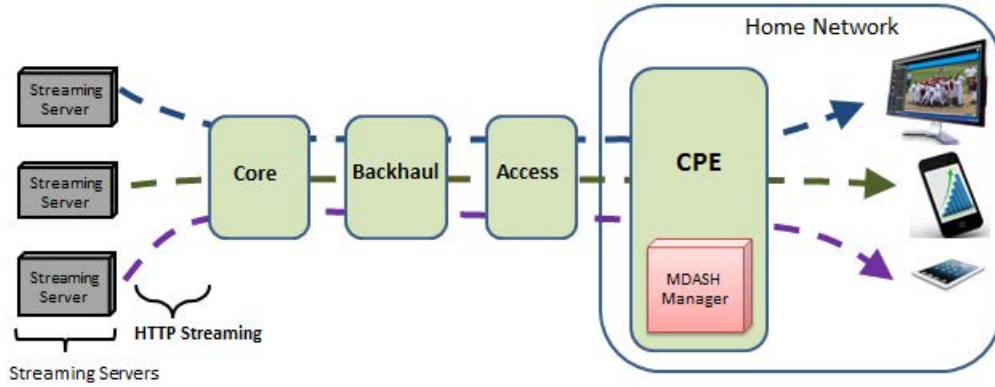 Home Network
Streaming
Server
Streaming
Server
Streaming
Server
Core
Backhaul
Access
CPE
MDASH
Manager
HTTP Streaming
Streaming Servers